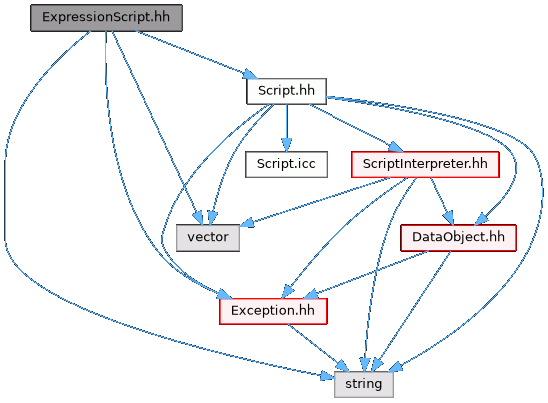 ExpressionScript.hh
Script.hh
Script.icc
ScriptInterpreter.hh
vector
DataObject.hh
Exception.hh
string